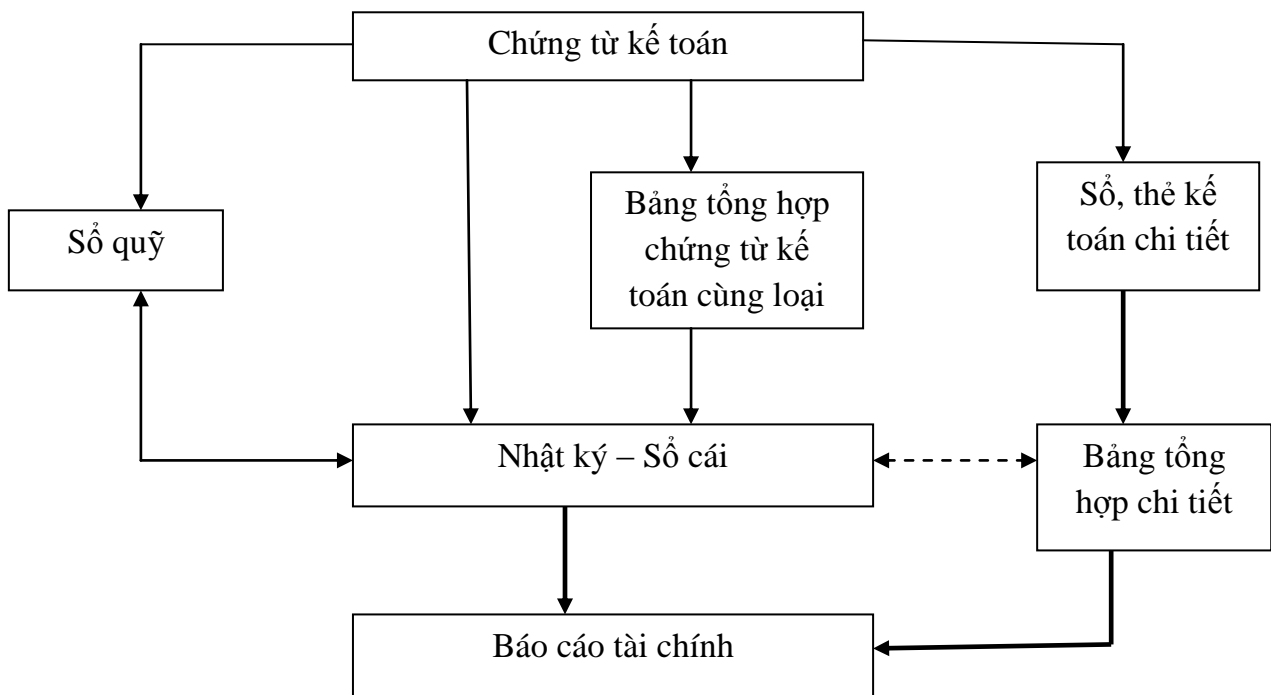 Chứng từ kế toán
Sổ quỹ
Bảng tổng hợp
chứng từ kế
toán cùng loại
Sổ, thẻ kế
toán chi tiết
Nhật ký – Sổ cái
Bảng tổng
hợp chi tiết
Báo cáo tài chính